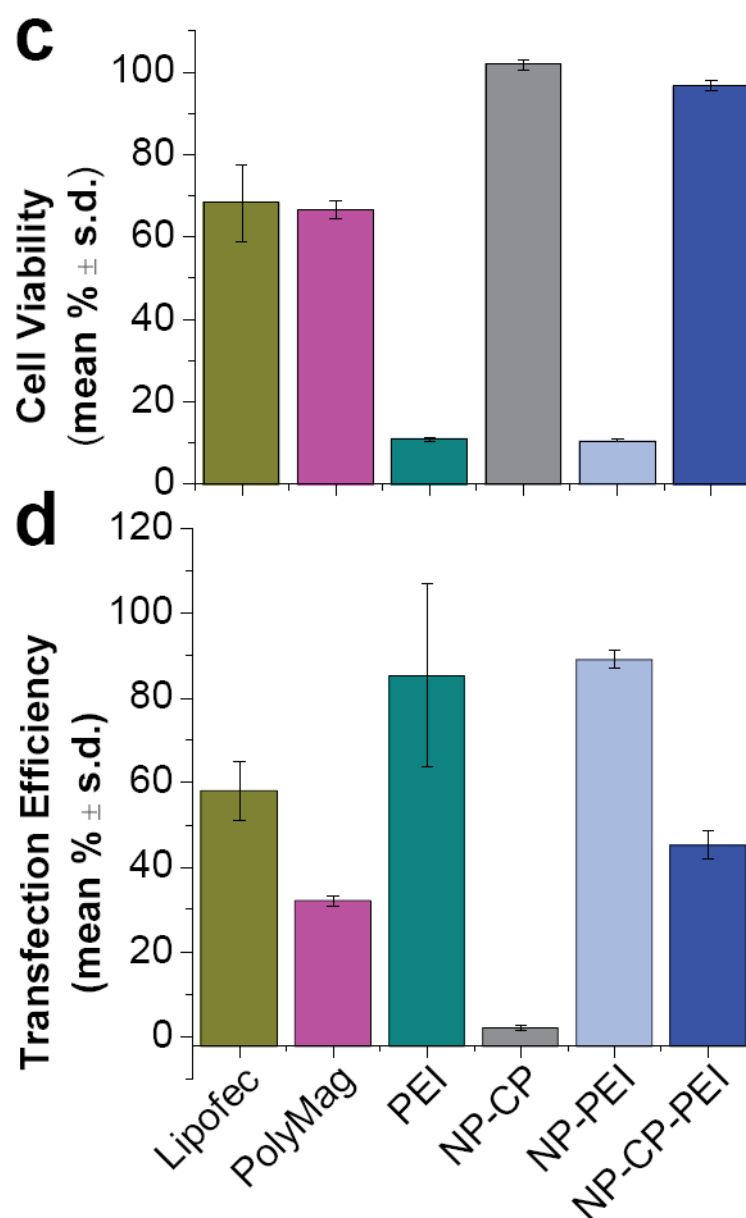 c
Cell Viability
(mean % ± s.d.)
100
80
60
40
20
0
d
Transfection Efficiency
(mean % ± s.d.)
120
100
80
60
40
20
0
Lipofec
PolyMag
PEI
NP-CP
NP-PEI
NP-CP-PEI